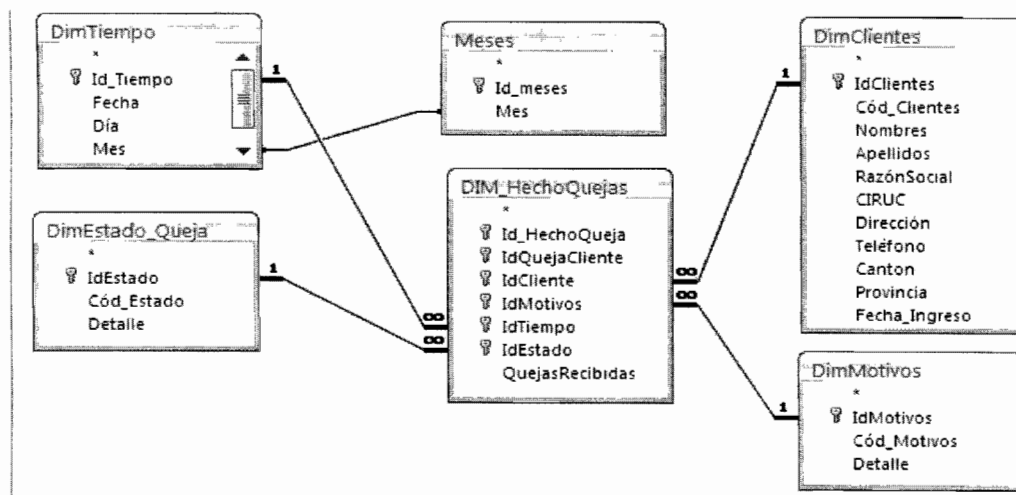 DimTiempo
*
Id_Tiempo
Fecha
Día
Mes
1
Meses
*
Id_meses
Mes
DimClientes
*
1
IdClientes
Cód_Clientes
Nombres
Apellidos
RazónSocial
CIRUC
Dirección
Teléfono
Canton
Provincia
Fecha_Ingreso
DimEstado_Queja
*
1
IdEstado
Cód_Estado
Detalle
DIM_HechoQuejas
*
Id_HechoQueja
IdQuejaCliente
IdCliente
IdMotivos
IdTiempo
IdEstado
QuejasRecibidas
∞
∞
∞
∞
DimMotivos
*
1
IdMotivos
Cód_Motivos
Detalle